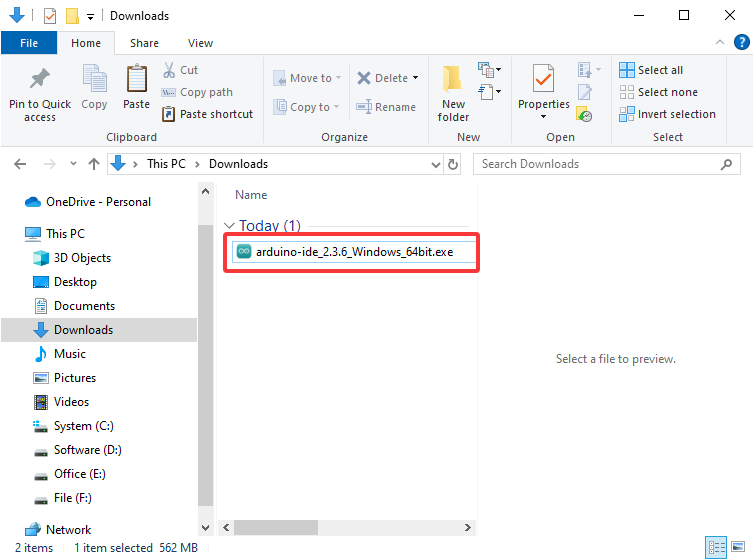 Downloads
File Home Share View
Pin to Quick access
Copy
Paste
Cut
Copy path
Paste shortcut
Clipboard
Move to
Copy to
Delete
Rename
Organize
New folder
New
Properties
Open
Select all
Select none
Invert selection
Select
This PC > Downloads
Search Downloads
OneDrive - Personal
This PC
3D Objects
Desktop
Documents
Downloads
Music
Pictures
Videos
System (C:)
Software (D:)
Office (E:)
File (F:)
Network
Name
Today (1)
arduino-ide_2.3.6_Windows_64bit.exe
Select a file to preview.
2 items 1 item selected 562 MB